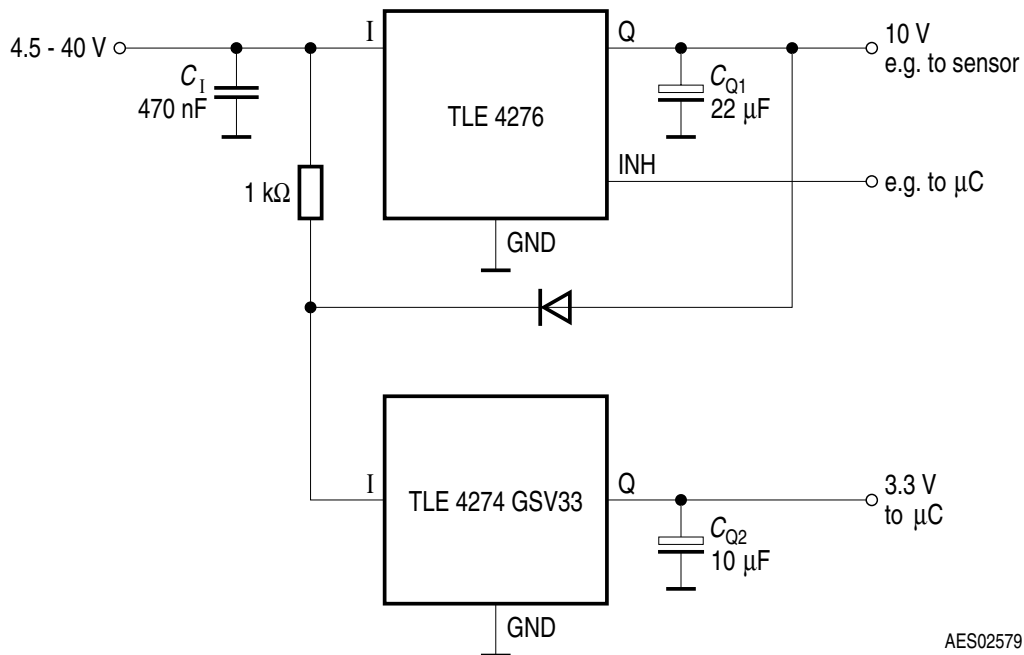 4.5 - 40 V
I
Q
10 V
e.g. to sensor
C_I
470 nF
TLE 4276
C_Q1
22 µF
INH
e.g. to µC
1 kΩ
GND
I
TLE 4274 GSV33
Q
3.3 V
to µC
C_Q2
10 µF
GND
AES02579